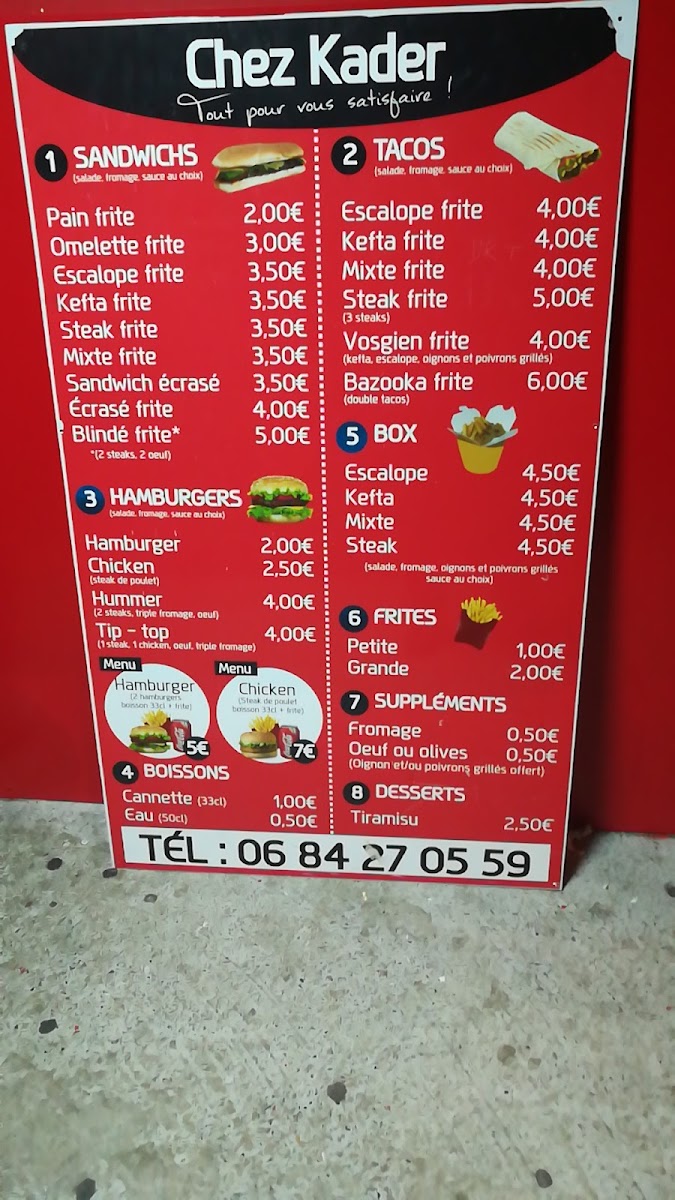 Chez Kader
Tout pour vous satisfaire !
1 SANDWICHS
(salade, fromage, sauce au choix)
Pain frite 2,00€
Omelette frite 3,00€
Escalope frite 3,50€
Kefta frite 3,50€
Steak frite 3,50€
Mixte frite 3,50€
Sandwich écrasé 3,50€
Écrasé frite 4,00€
Blindé frite* 5,00€
*(2 steaks, 2 oeuf)
3 HAMBURGERS
(salade, fromage, sauce au choix)
Hamburger 2,00€
Chicken 2,50€
(steak de poulet)
Hummer 4,00€
(2 steaks, triple fromage, oeuf)
Tip - top 4,00€
(1 steak, 1 chicken, oeuf, triple fromage)
Menu
Hamburger
(2 hamburgers,
boisson 33cl + frite)
5€
Menu
Chicken
(Steak de poulet
boisson 33cl + frite)
7€
4 BOISSONS
Cannette (33cl) 1,00€
Eau (50cl) 0,50€
2 TACOS
(salade, fromage, sauce au choix)
Escalope frite 4,00€
Kefta frite 4,00€
Mixte frite 4,00€
Steak frite 5,00€
(3 steaks)
Vosgien frite 4,00€
(kefta, escalope, oignons et poivrons grillés)
Bazooka frite 6,00€
(double tacos)
5 BOX
Escalope 4,50€
Kefta 4,50€
Mixte 4,50€
Steak 4,50€
(salade, fromage, oignons et poivrons grillés
sauce au choix)
6 FRITES
Petite 1,00€
Grande 2,00€
7 SUPPLÉMENTS
Fromage 0,50€
Oeuf ou olives 0,50€
(Oignon et/ou poivrons grillés offert)
8 DESSERTS
Tiramisu 2,50€
TÉL : 06 84 27 05 59